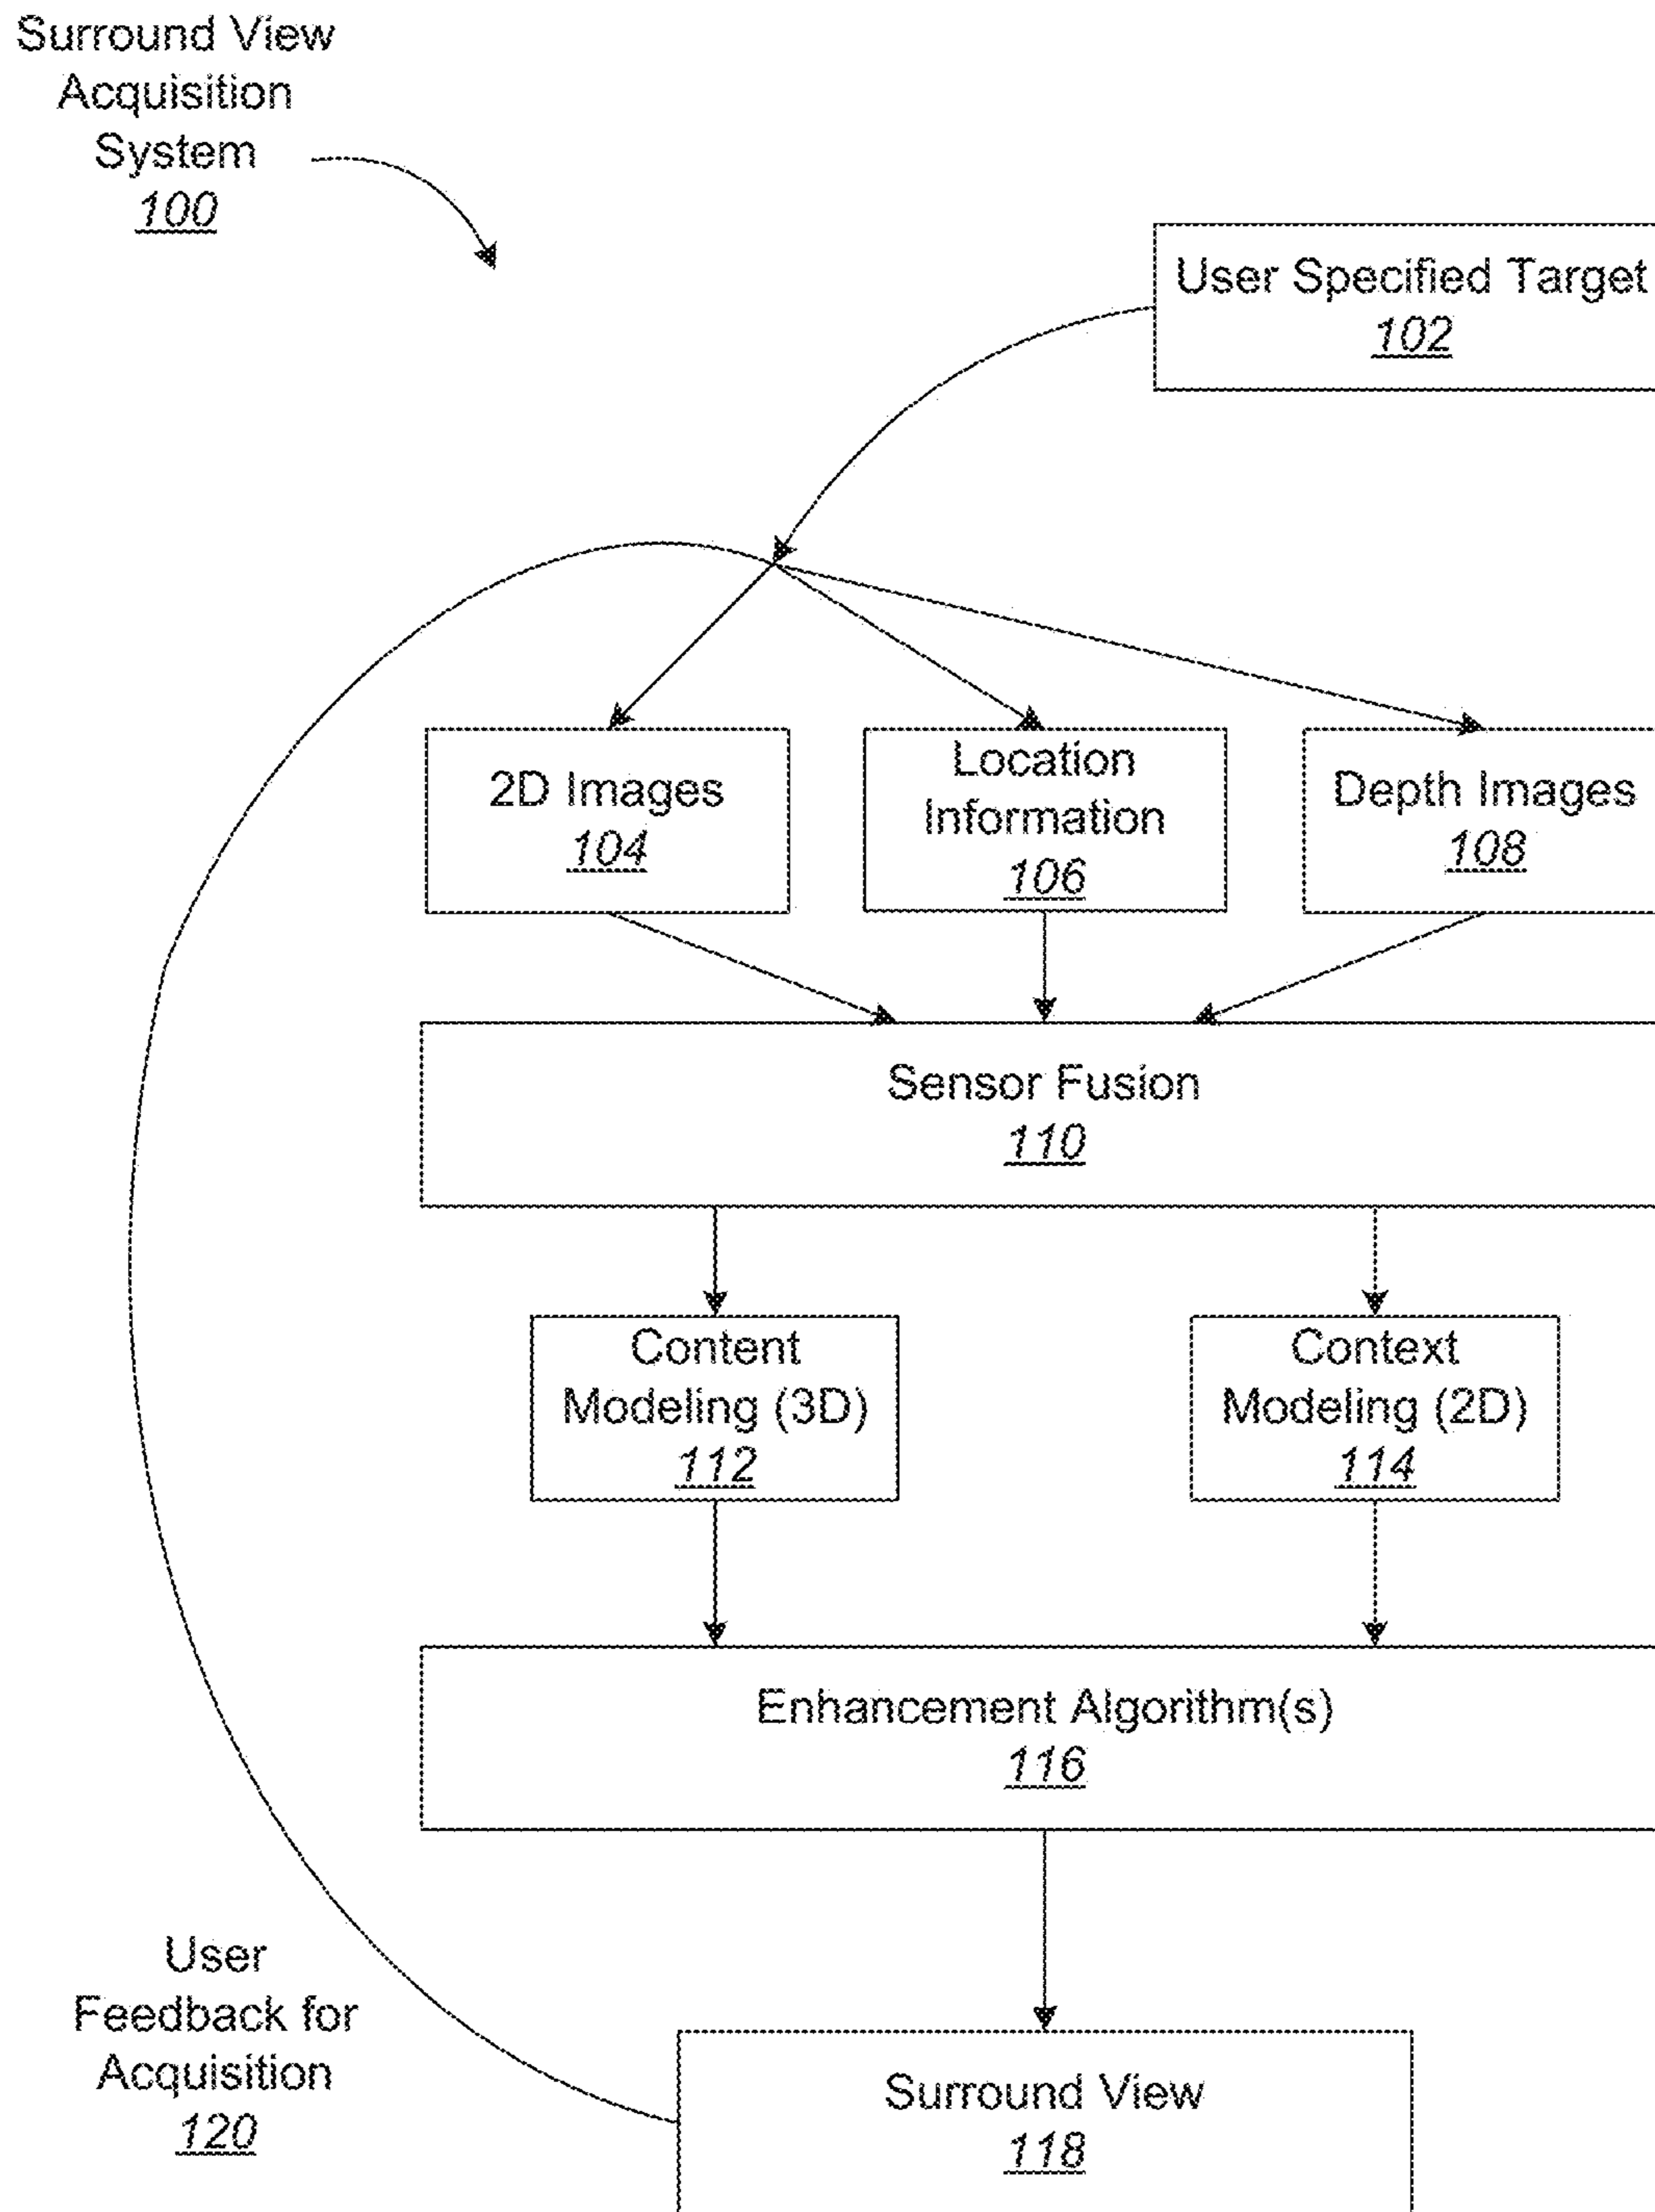 Surround View
Acquisition
System
100
User Specified Target
102
2D Images
104
Location
Information
106
Depth Images
108
Sensor Fusion
110
Content
Modeling (3D)
112
Context
Modeling (2D)
114
Enhancement Algorithm(s)
116
User
Feedback for
Acquisition
120
Surround View
118